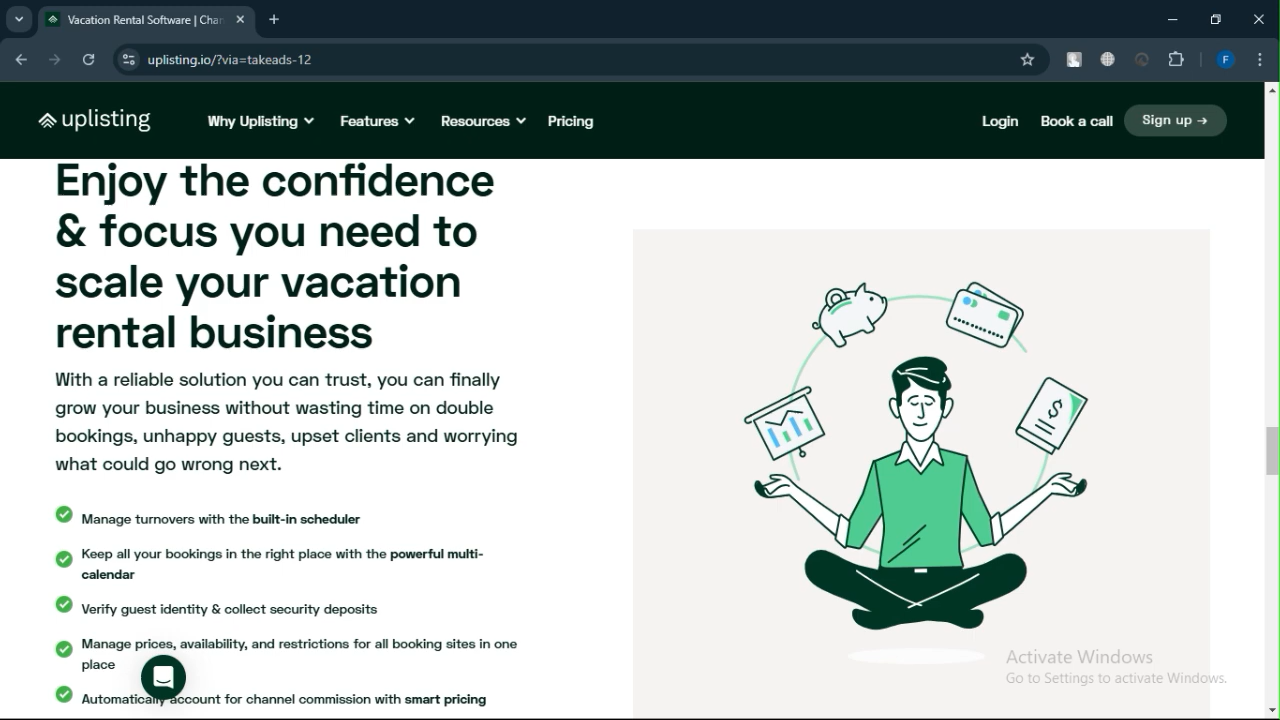 Vacation Rental Software | Chan
uplisting.io/?via=takeads-12
F
uplisting
Why Uplisting
Features
Resources
Pricing
Login
Book a call
Sign up →
Enjoy the confidence
& focus you need to
scale your vacation
rental business
With a reliable solution you can trust, you can finally
grow your business without wasting time on double
bookings, unhappy guests, upset clients and worrying
what could go wrong next.
Manage turnovers with the built-in scheduler
Keep all your bookings in the right place with the powerful multi-
calendar
Verify guest identity & collect security deposits
Manage prices, availability, and restrictions for all booking sites in one
place
Automatically account for channel commission with smart pricing
$
Activate Windows
Go to Settings to activate Windows.